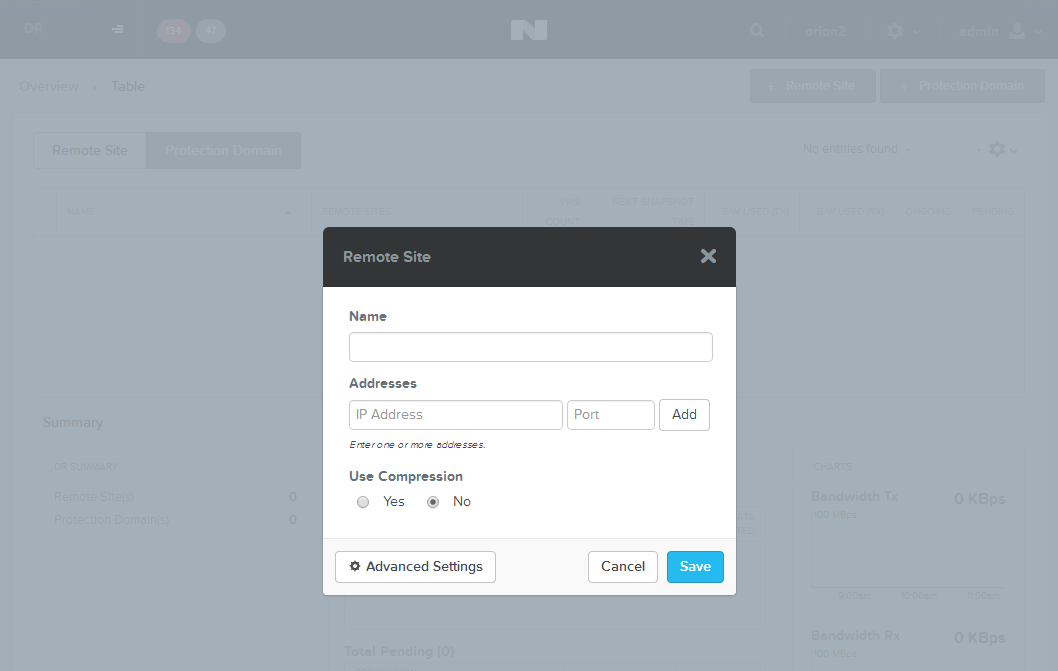 DR 134 47 orion2 admin
Overview Table + Remote Site + Protection Domain
Remote Site Protection Domain No entities found
NAME REMOTE SITES VMS COUNT NEXT SNAPSHOT TIME B/W USED (TX) B/W USED (RX) ONGOING PENDING
Remote Site
Name
Addresses
IP Address Port Add
Enter one or more addresses.
Use Compression
Yes No
Advanced Settings Cancel Save
Summary
DR SUMMARY
Remote Site(s) 0
Protection Domain(s) 0
Total Pending (0)
CHARTS
Bandwidth Tx 0 KBps
100 MBps
9:00am 10:00am 11:00am
Bandwidth Rx 0 KBps
100 MBps